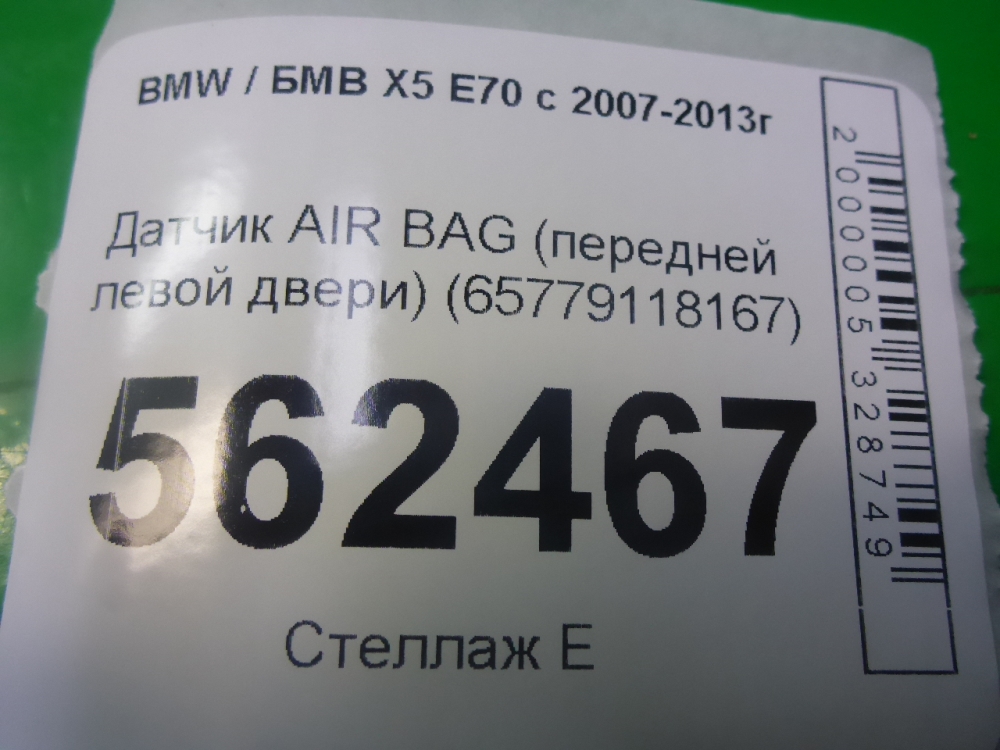 BMW / БМВ X5 E70 с 2007-2013г
Датчик AIR BAG (передней
левой двери) (65779118167)
562467
Стеллаж Е
2000005328749